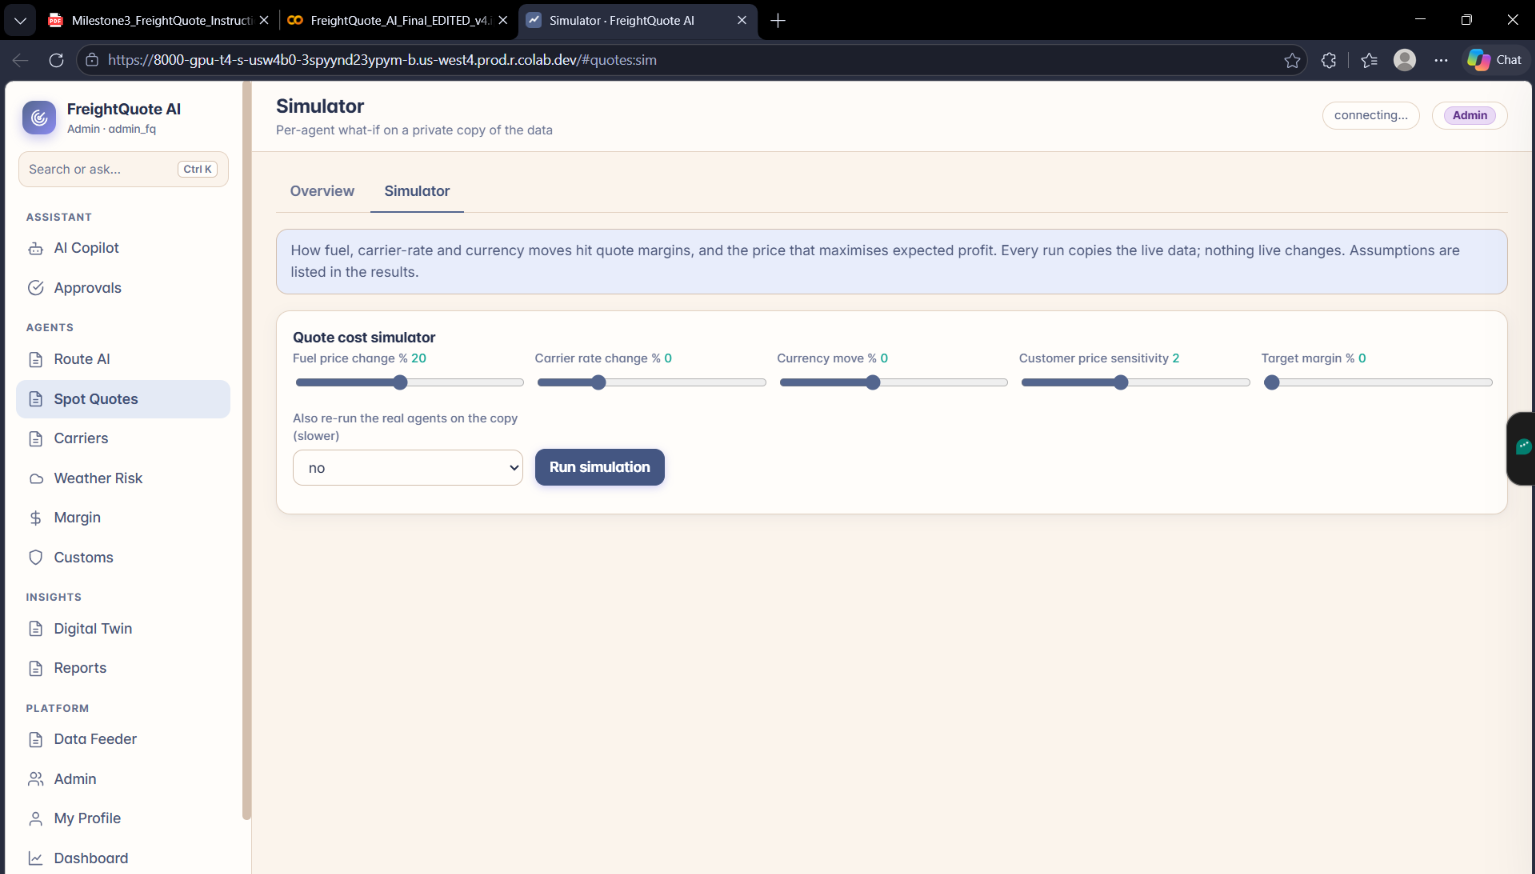 Milestone3_FreightQuote_Instructi
FreightQuote_AI_Final_EDITED_v4.i
Simulator · FreightQuote AI
https://8000-gpu-t4-s-usw4b0-3spyynd23ypym-b.us-west4.prod.r.colab.dev/#quotes:sim
Chat
FreightQuote AI
Admin · admin_fq
Search or ask...
Ctrl K
ASSISTANT
AI Copilot
Approvals
AGENTS
Route AI
Spot Quotes
Carriers
Weather Risk
Margin
Customs
INSIGHTS
Digital Twin
Reports
PLATFORM
Data Feeder
Admin
My Profile
Dashboard
Simulator
Per-agent what-if on a private copy of the data
connecting...
Admin
Overview
Simulator
How fuel, carrier-rate and currency moves hit quote margins, and the price that maximises expected profit. Every run copies the live data; nothing live changes. Assumptions are
listed in the results.
Quote cost simulator
Fuel price change % 20
Carrier rate change % 0
Currency move % 0
Customer price sensitivity 2
Target margin % 0
Also re-run the real agents on the copy
(slower)
no
Run simulation